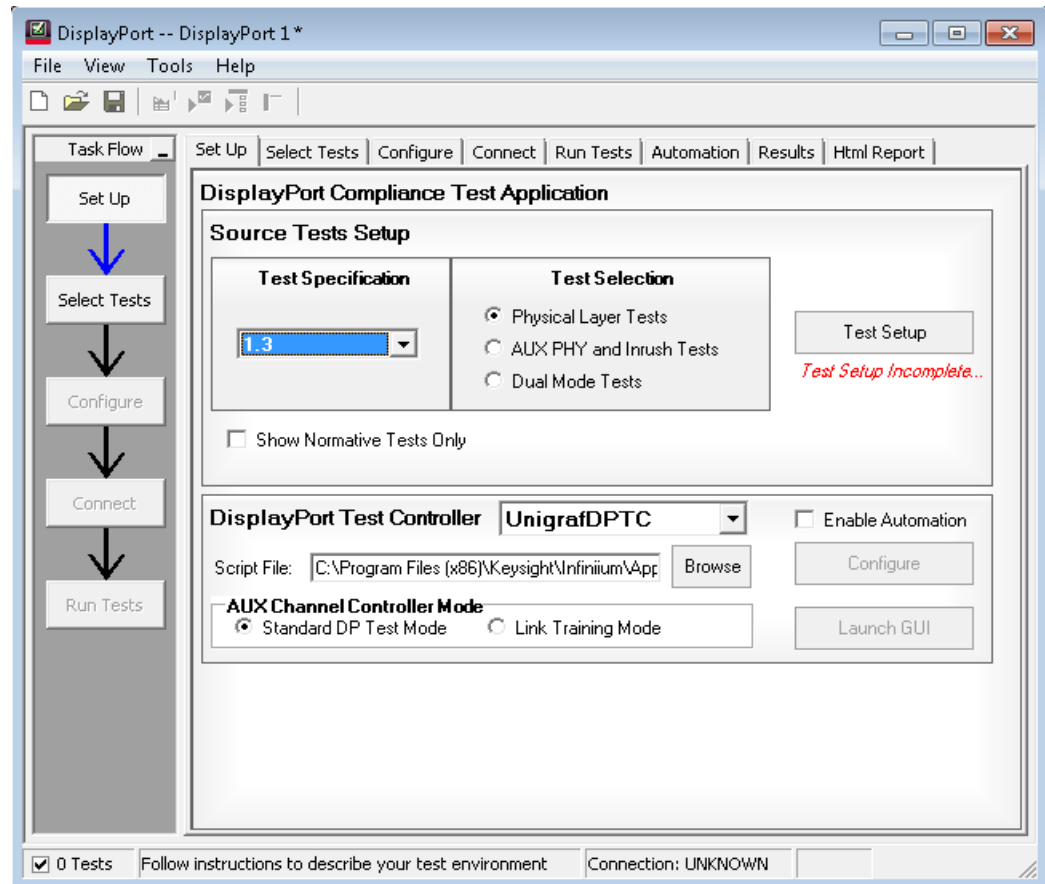 DisplayPort -- DisplayPort 1*
File View Tools Help
Task Flow
Set Up
Select Tests
Configure
Connect
Run Tests
Set Up Select Tests Configure Connect Run Tests Automation Results Html Report
DisplayPort Compliance Test Application
Source Tests Setup
Test Specification
1.3
Test Selection
Physical Layer Tests
AUX PHY and Inrush Tests
Dual Mode Tests
Test Setup
Test Setup Incomplete...
Show Normative Tests Only
DisplayPort Test Controller UnigrafDPTC
Enable Automation
Script File: C:\Program Files (x86)\Keysight\Infiniium\App Browse
Configure
AUX Channel Controller Mode
Standard DP Test Mode Link Training Mode
Launch GUI
0 Tests Follow instructions to describe your test environment Connection: UNKNOWN